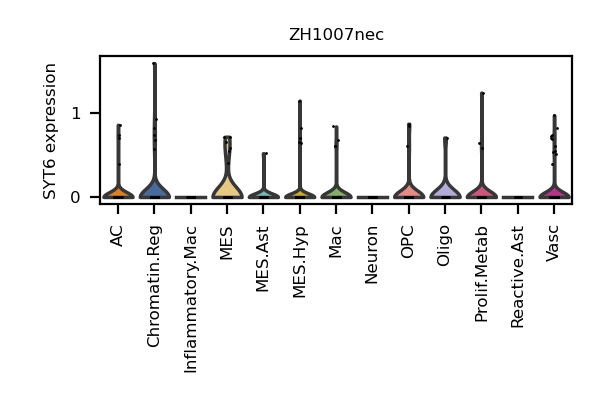 ZH1007nec
SYT6 expression
1
0
AC
Chromatin.Reg
Inflammatory.Mac
MES
MES.Ast
MES.Hyp
Mac
Neuron
OPC
Oligo
Prolif.Metab
Reactive.Ast
Vasc